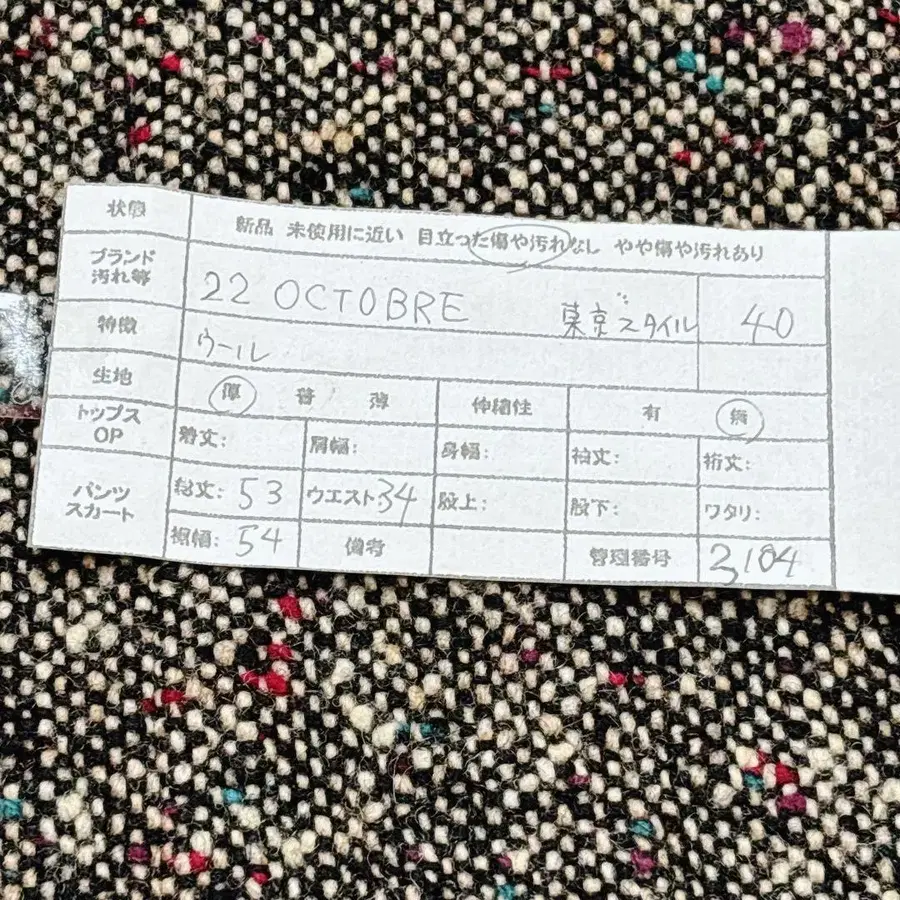 状態 新品 未使用に近い 目立った傷や汚れなし やや傷や汚れあり
ブランド 汚れ等 22 OCTOBRE 東京スタイル 40
特徴 ウール
生地 厚 普 薄 伸縮性 有 無
トップス OP 着丈: 肩幅: 身幅: 袖丈: 裄丈:
パンツ スカート 総丈: 53 ウエスト 34 股上: 股下: ワタリ:
裾幅: 54 備考 管理番号 2,184